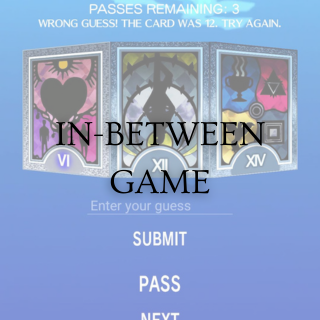 PASSES REMAINING: 3
WRONG GUESS! THE CARD WAS 12. TRY AGAIN.
IN-BETWEEN
VI XII XIV
GAME
Enter your guess
SUBMIT
PASS
NEXT